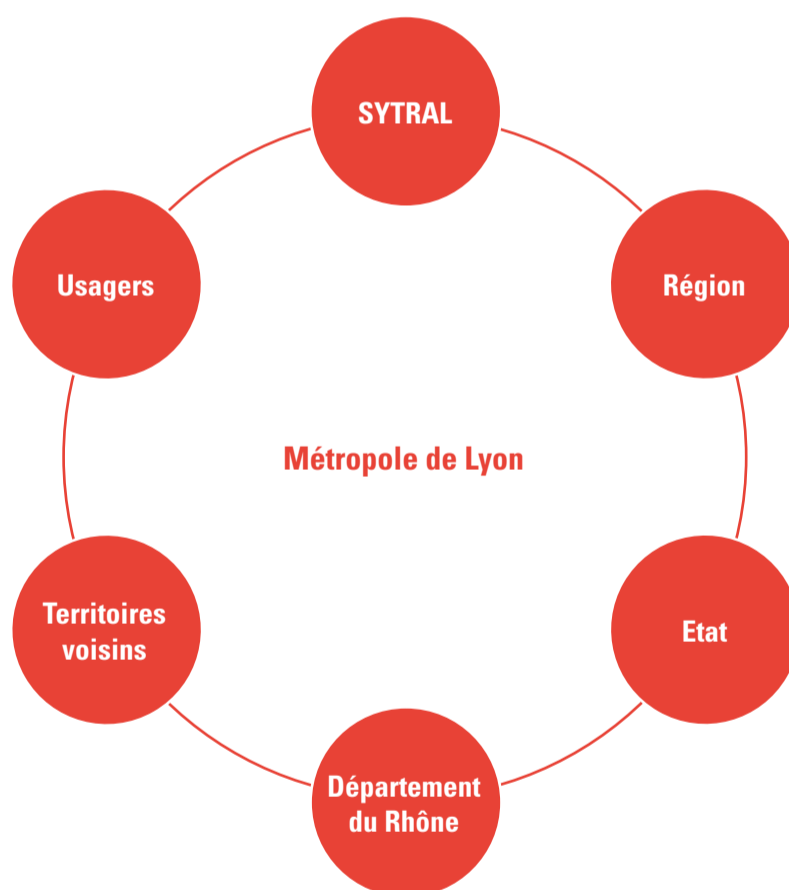 SYTRAL
Usagers
Région
Métropole de Lyon
Territoires
voisins
Etat
Département
du Rhône